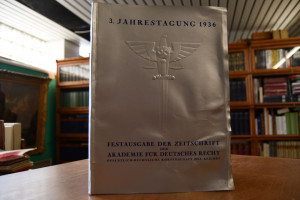 3. JAHRESTAGUNG 1936
FESTAUSGABE DER ZEITSCHRIFT
DER
AKADEMIE FÜR DEUTSCHES RECHT